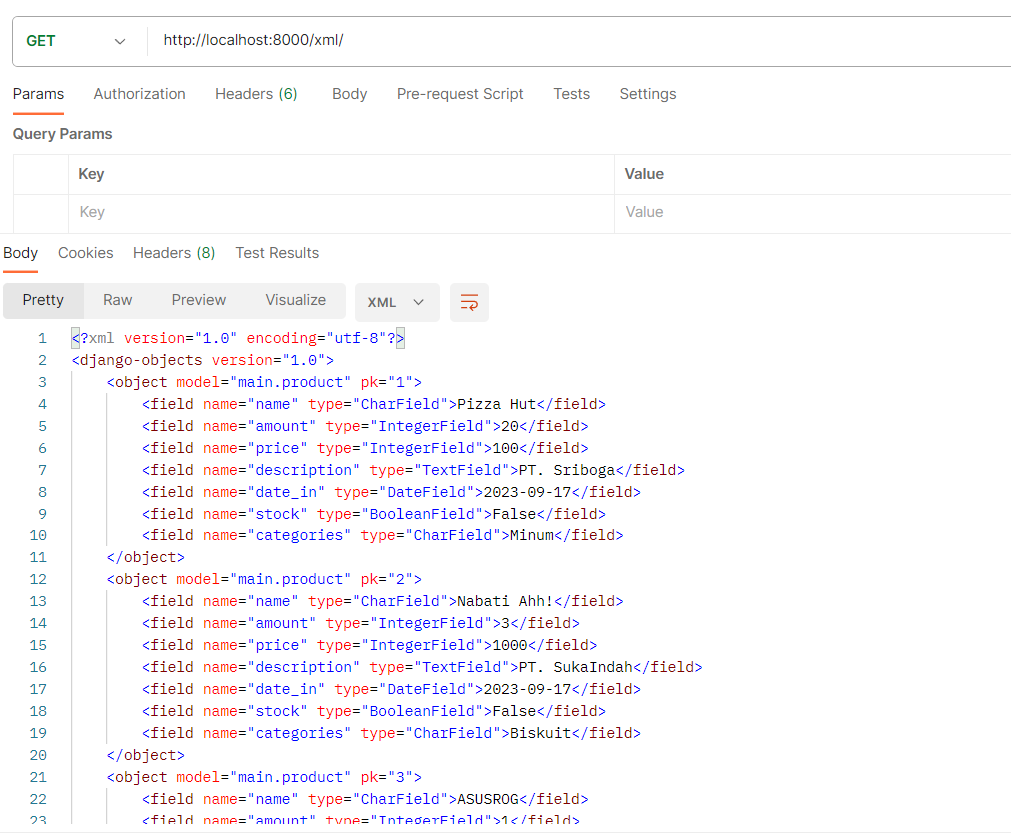 GET http://localhost:8000/xml/
Params Authorization Headers (6) Body Pre-request Script Tests Settings
Query Params
Key Value
Key Value
Body Cookies Headers (8) Test Results
Pretty Raw Preview Visualize XML
1 <?xml version="1.0" encoding="utf-8"?>
2 <django-objects version="1.0">
3 <object model="main.product" pk="1">
4 <field name="name" type="CharField">Pizza Hut</field>
5 <field name="amount" type="IntegerField">20</field>
6 <field name="price" type="IntegerField">100</field>
7 <field name="description" type="TextField">PT. Sriboga</field>
8 <field name="date_in" type="DateField">2023-09-17</field>
9 <field name="stock" type="BooleanField">False</field>
10 <field name="categories" type="CharField">Minum</field>
11 </object>
12 <object model="main.product" pk="2">
13 <field name="name" type="CharField">Nabati Ahh!</field>
14 <field name="amount" type="IntegerField">3</field>
15 <field name="price" type="IntegerField">1000</field>
16 <field name="description" type="TextField">PT. SukaIndah</field>
17 <field name="date_in" type="DateField">2023-09-17</field>
18 <field name="stock" type="BooleanField">False</field>
19 <field name="categories" type="CharField">Biskuit</field>
20 </object>
21 <object model="main.product" pk="3">
22 <field name="name" type="CharField">ASUSROG</field>
23 <field name="amount" type="IntegerField">1</field>